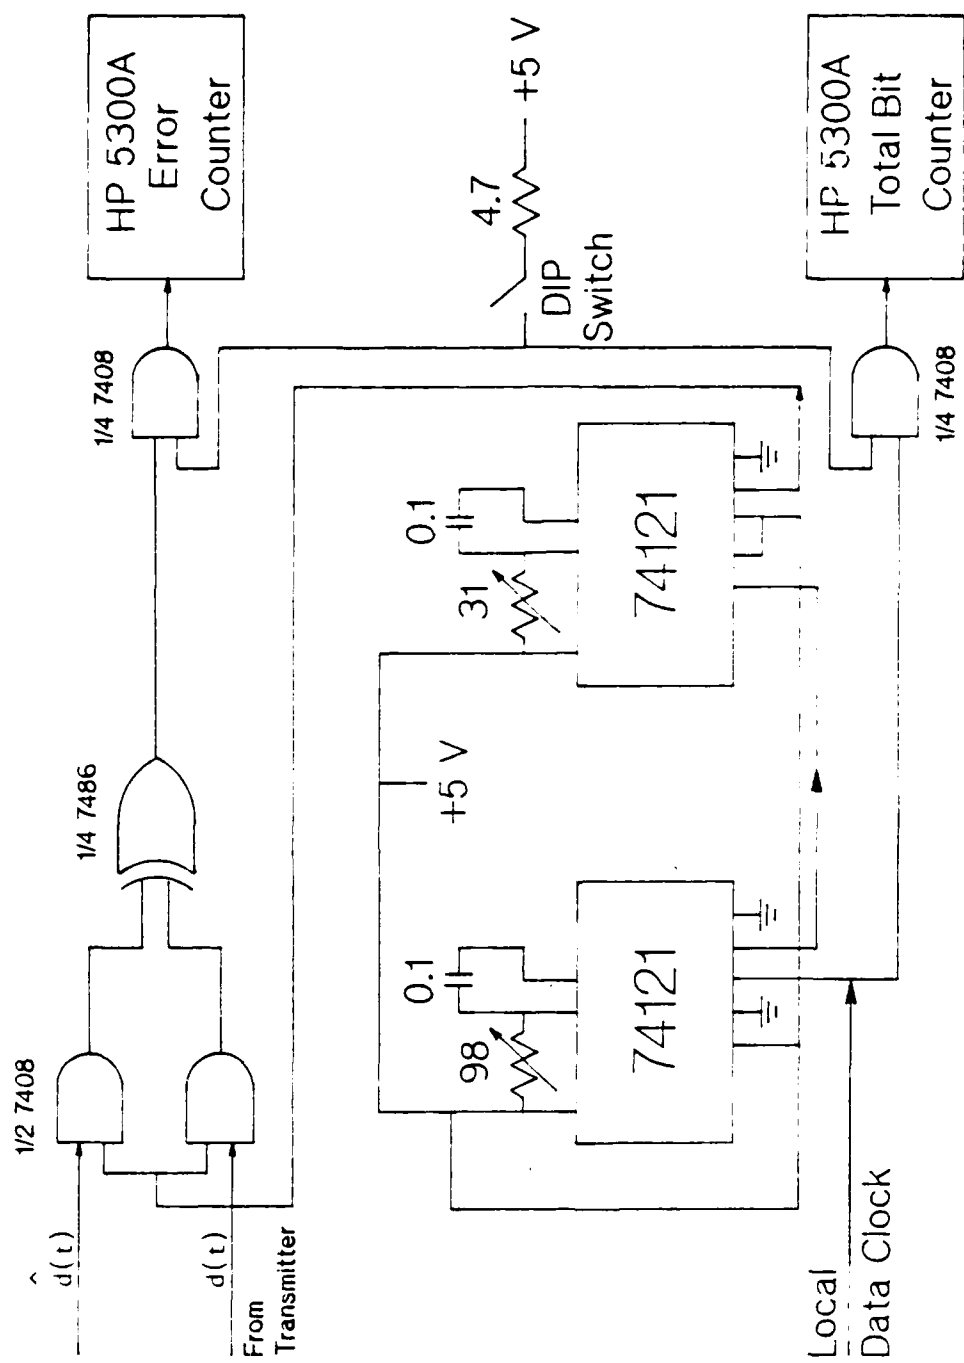 HP 5300A
Error
Counter
1/4 7408
+5 V
4.7
DIP
Switch
HP 5300A
Total Bit
Counter
1/4 7408
0.1
31
74121
1/4 7486
+5 V
0.1
98
74121
1/2 7408
^
d(t)
d(t)
From
Transmitter
Local
Data Clock